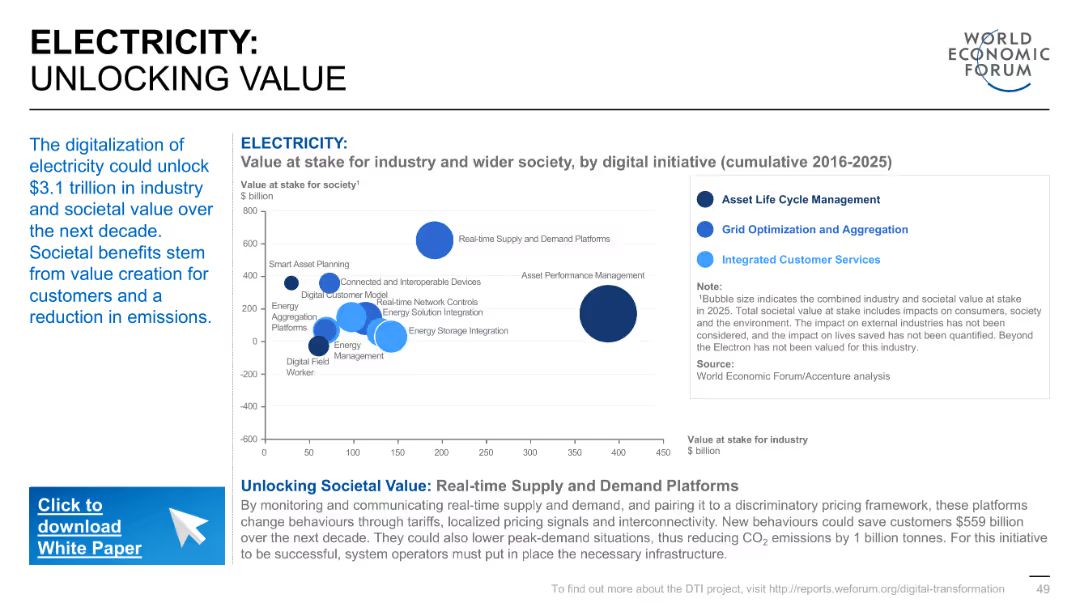 ELECTRICITY:
UNLOCKING VALUE
WORLD
ECONOMIC
FORUM
The digitalization of
electricity could unlock
$3.1 trillion in industry
and societal value over
the next decade.
Societal benefits stem
from value creation for
customers and a
reduction in emissions.
Click to
download
White Paper
ELECTRICITY:
Value at stake for industry and wider society, by digital initiative (cumulative 2016-2025)
Value at stake for society¹
$ billion
800
600
400
200
0
-200
-400
-600
0 50 100 150 200 250 300 350 400 450
Real-time Supply and Demand Platforms
Smart Asset Planning
Asset Performance Management
Connected and Interoperable Devices
Digital Customer Model
Real-time Network Controls
Energy
Aggregation
Platforms
Energy Solution Integration
Energy Storage Integration
Energy
Management
Digital Field
Worker
Value at stake for industry
$ billion
Asset Life Cycle Management
Grid Optimization and Aggregation
Integrated Customer Services
Note:
¹Bubble size indicates the combined industry and societal value at stake
in 2025. Total societal value at stake includes impacts on consumers, society
and the environment. The impact on external industries has not been
considered, and the impact on lives saved has not been quantified. Beyond
the Electron has not been valued for this industry.
Source:
World Economic Forum/Accenture analysis
Unlocking Societal Value: Real-time Supply and Demand Platforms
By monitoring and communicating real-time supply and demand, and pairing it to a discriminatory pricing framework, these platforms
change behaviours through tariffs, localized pricing signals and interconnectivity. New behaviours could save customers $559 billion
over the next decade. They could also lower peak-demand situations, thus reducing CO₂ emissions by 1 billion tonnes. For this initiative
to be successful, system operators must put in place the necessary infrastructure.
To find out more about the DTI project, visit http://reports.weforum.org/digital-transformation
49